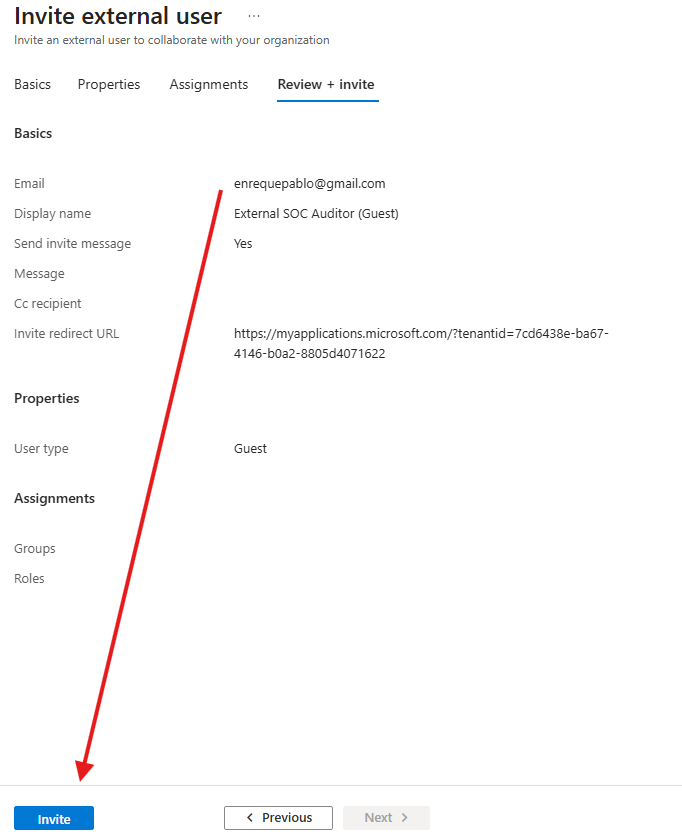 Invite external user ...
Invite an external user to collaborate with your organization
Basics Properties Assignments Review + invite
Basics
Email enrequepablo@gmail.com
Display name External SOC Auditor (Guest)
Send invite message Yes
Message
Cc recipient
Invite redirect URL https://myapplications.microsoft.com/?tenantid=7cd6438e-ba67-
4146-b0a2-8805d4071622
Properties
User type Guest
Assignments
Groups
Roles
Invite < Previous Next >